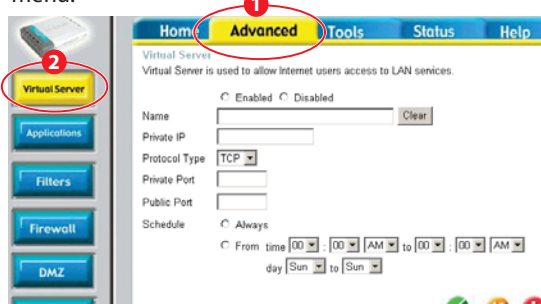 menu.
1
Home Advanced Tools Status Help
2
Virtual Server
Virtual Server is used to allow Internet users access to LAN services.
Virtual Server
Enabled Disabled
Name Clear
Private IP
Applications
Protocol Type TCP
Private Port
Filters
Public Port
Schedule Always
Firewall
From time 00 : 00 AM to 00 : 00 AM
day Sun to Sun
DMZ